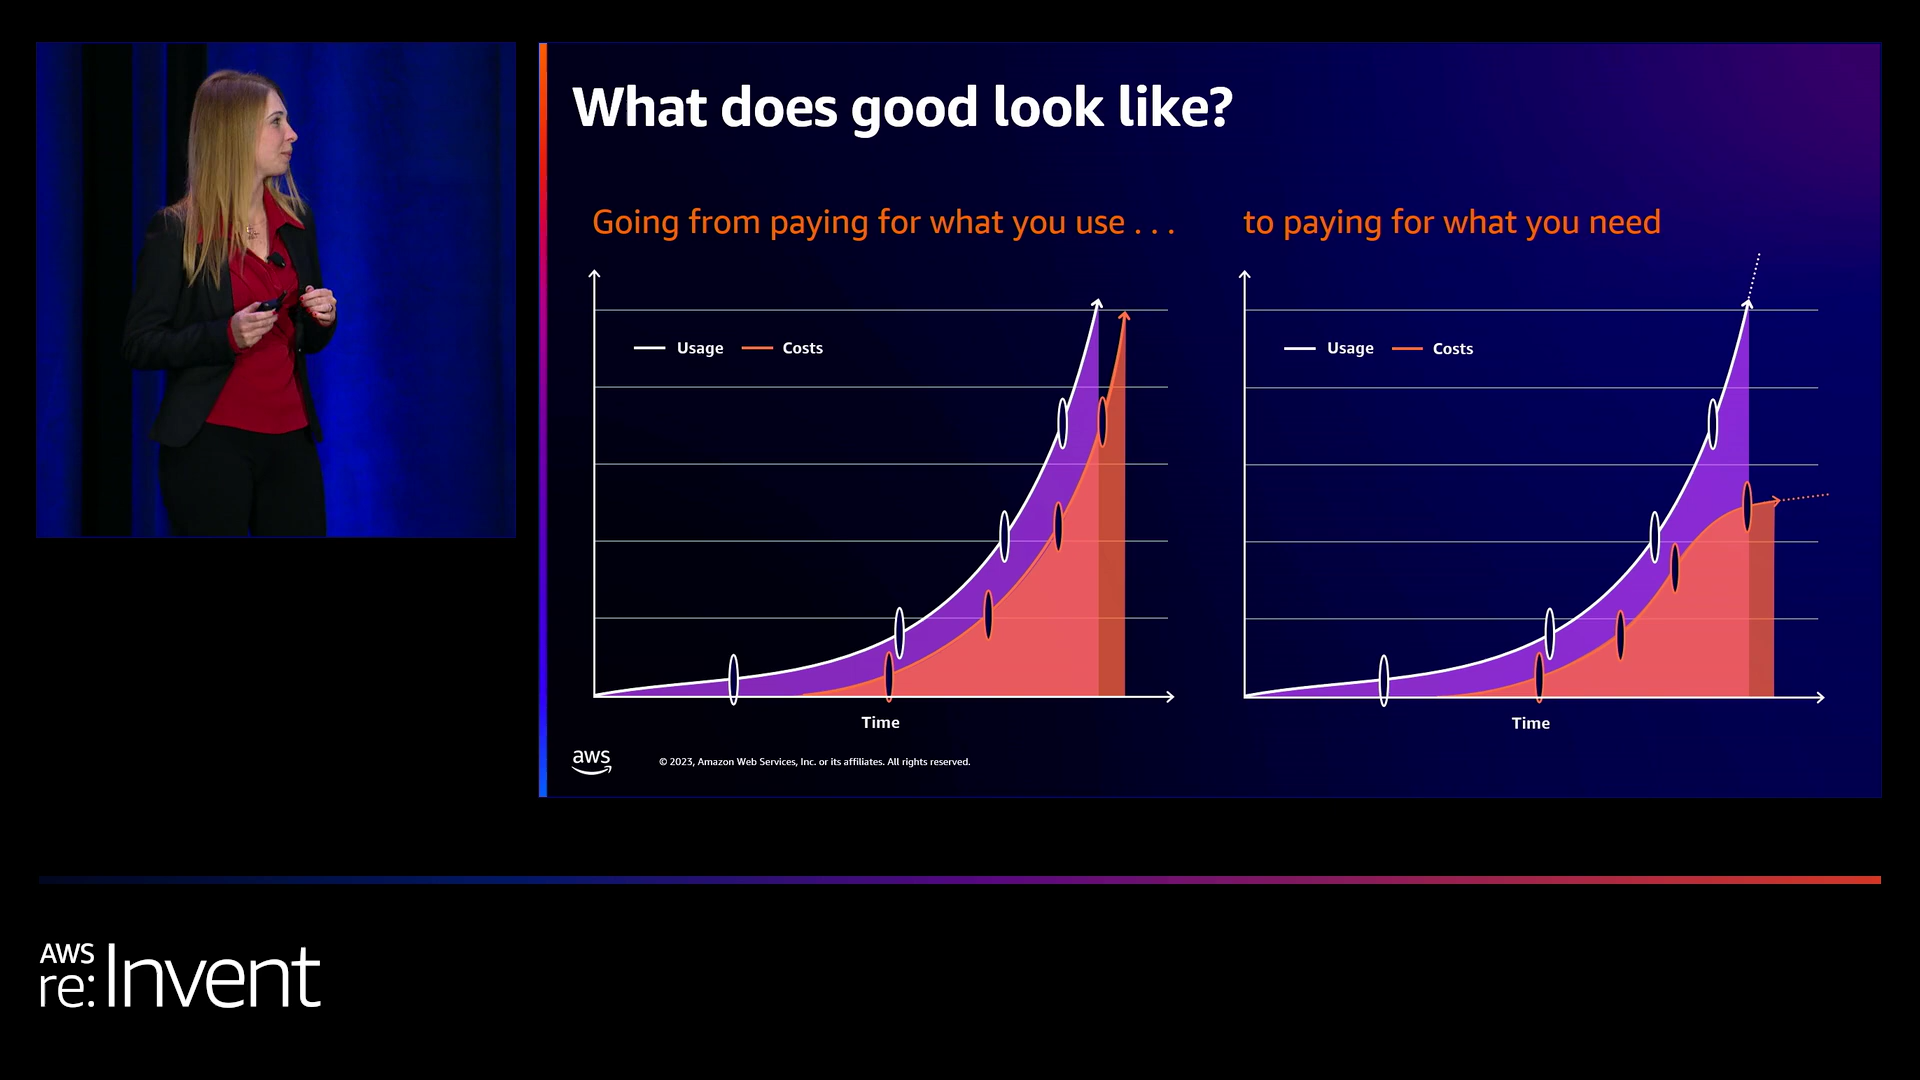 What does good look like?
Going from paying for what you use . . .
to paying for what you need
Usage Costs
Time
Usage Costs
Time
aws
© 2023, Amazon Web Services, Inc. or its affiliates. All rights reserved.
AWS
re:Invent